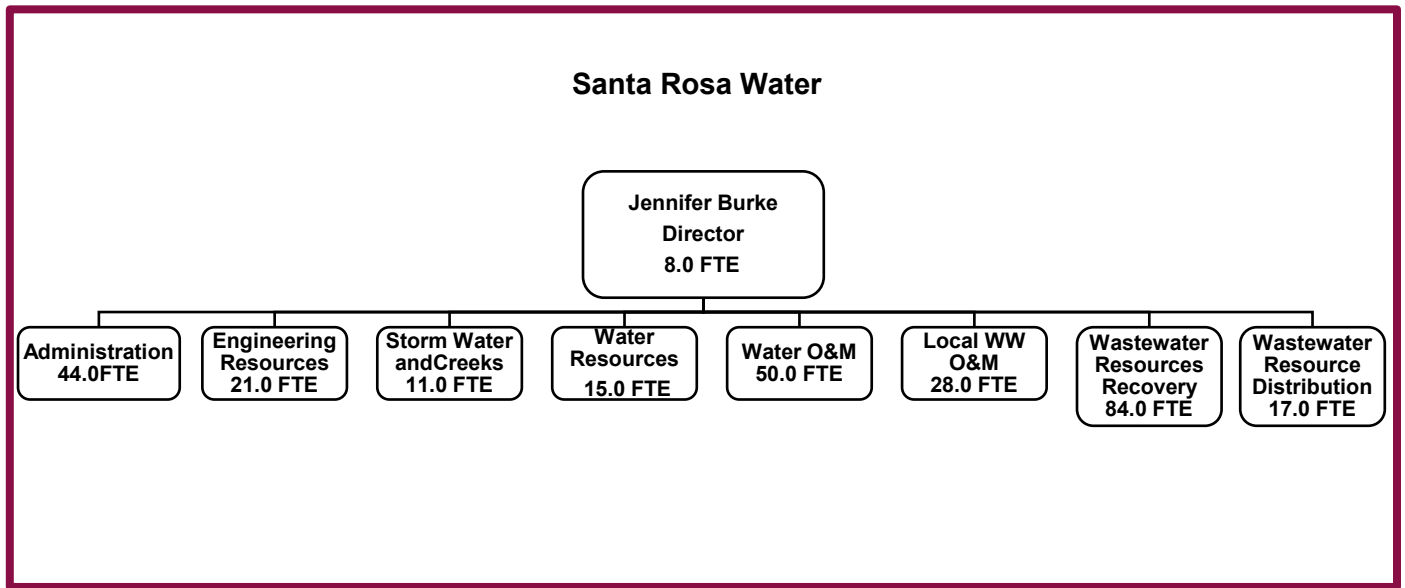 Santa Rosa Water
Jennifer Burke
Director
8.0 FTE
Administration
44.0FTE
Engineering
Resources
21.0 FTE
Storm Water
andCreeks
11.0 FTE
Water
Resources
15.0 FTE
Water O&M
50.0 FTE
Local WW
O&M
28.0 FTE
Wastewater
Resources
Recovery
84.0 FTE
Wastewater
Resource
Distribution
17.0 FTE